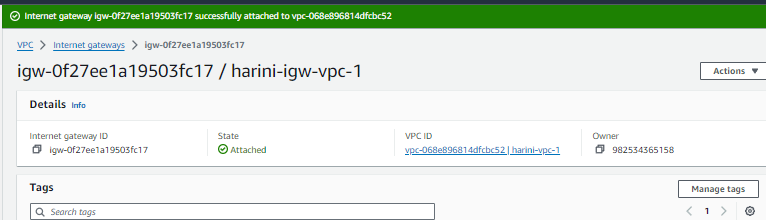 Internet gateway igw-0f27ee1a19503fc17 successfully attached to vpc-068e896814dfcbc52
VPC > Internet gateways > igw-0f27ee1a19503fc17
igw-0f27ee1a19503fc17 / harini-igw-vpc-1
Actions
Details Info
Internet gateway ID
igw-0f27ee1a19503fc17
State
Attached
VPC ID
vpc-068e896814dfcbc52 | harini-vpc-1
Owner
982534365158
Tags
Manage tags
Search tags
1